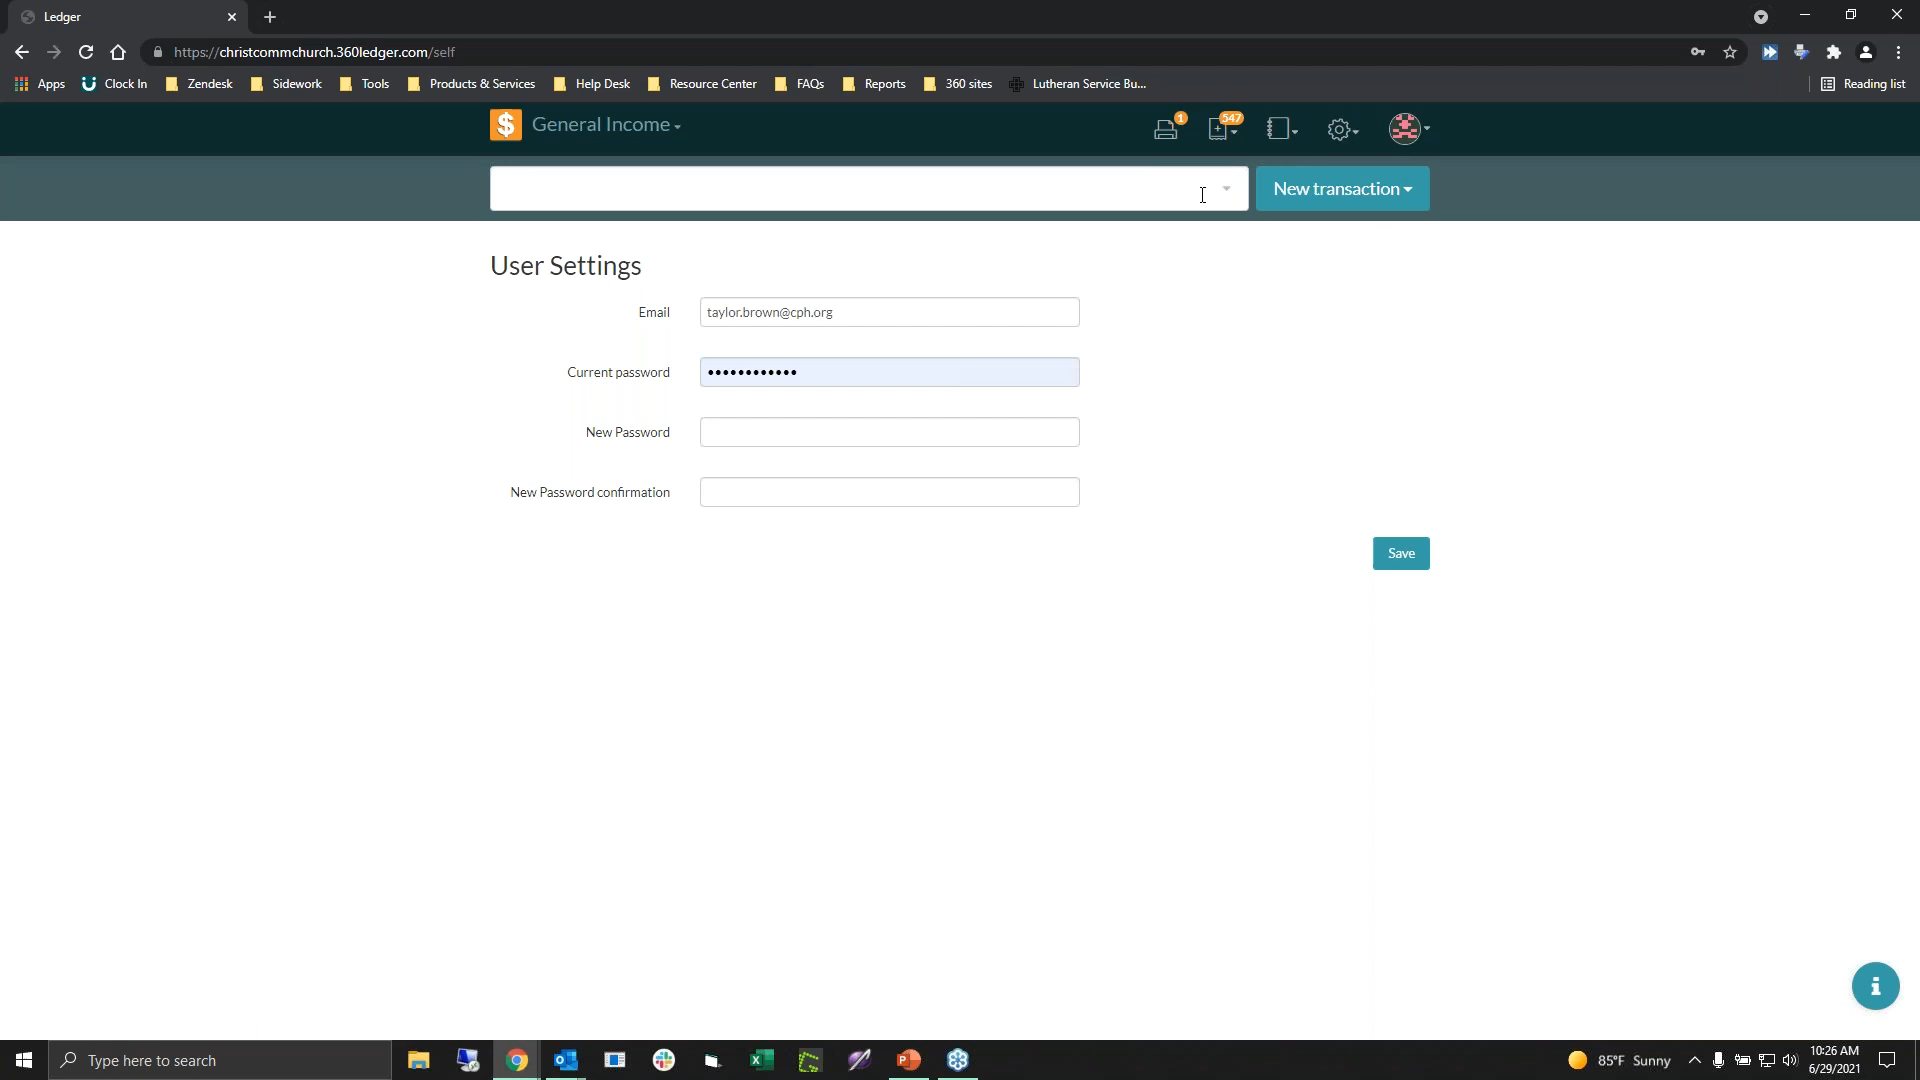 Ledger
https://christcommchurch.360ledger.com/self
Apps Clock In Zendesk Sidework Tools Products & Services Help Desk Resource Center FAQs Reports 360 sites Lutheran Service Bu... Reading list
$ General Income 1 547
New transaction
User Settings
Email taylor.brown@cph.org
Current password ••••••••••••
New Password
New Password confirmation
Save
i
Type here to search 85°F Sunny 10:26 AM
6/29/2021